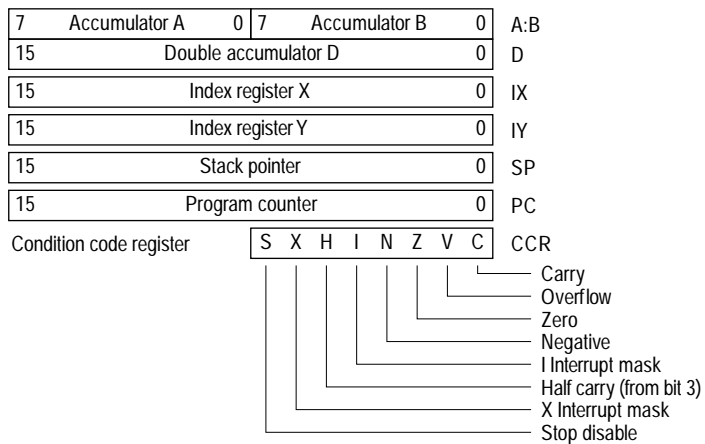 7 Accumulator A 0 7 Accumulator B 0 A:B
15 Double accumulator D 0 D
15 Index register X 0 IX
15 Index register Y 0 IY
15 Stack pointer 0 SP
15 Program counter 0 PC
Condition code register S X H I N Z V C CCR
Carry
Overflow
Zero
Negative
I Interrupt mask
Half carry (from bit 3)
X Interrupt mask
Stop disable